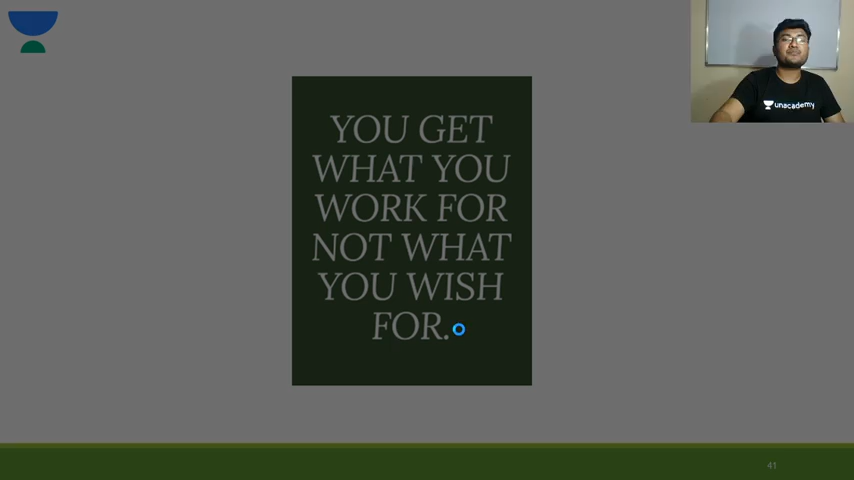 YOU GET
WHAT YOU
WORK FOR
NOT WHAT
YOU WISH
FOR.
unacademy
41